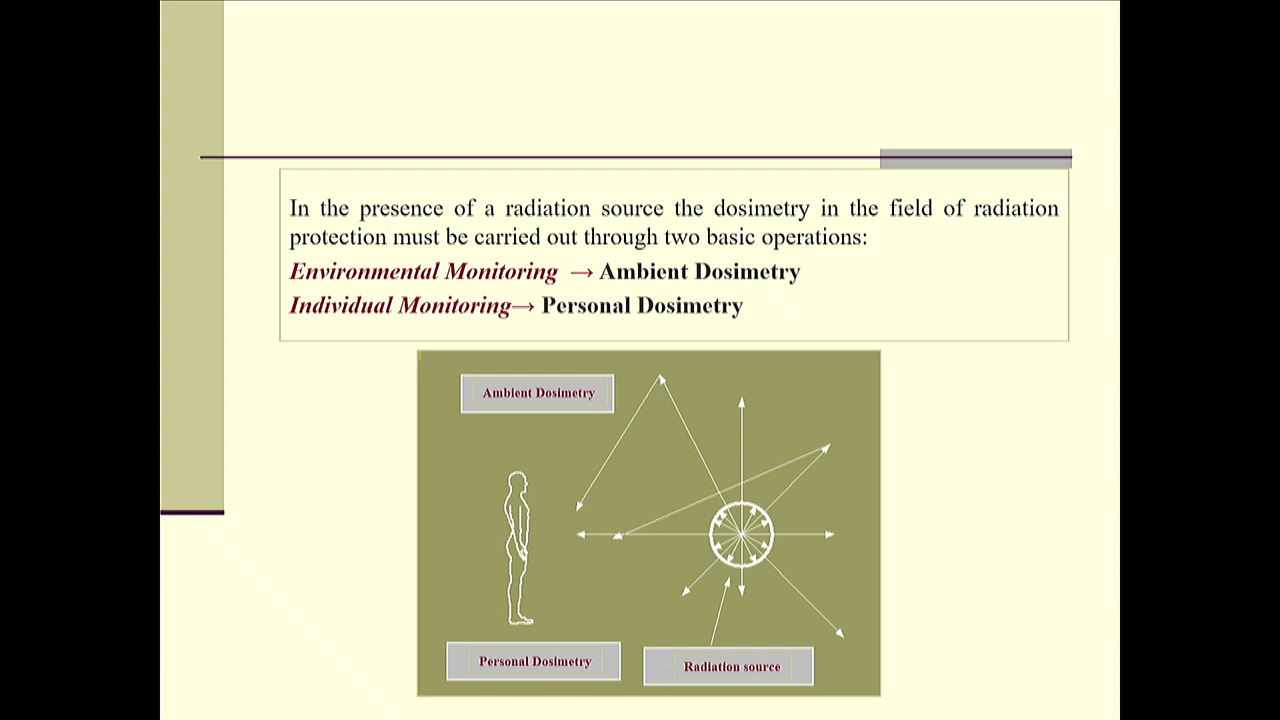 In the presence of a radiation source the dosimetry in the field of radiation
protection must be carried out through two basic operations:
Environmental Monitoring → Ambient Dosimetry
Individual Monitoring→ Personal Dosimetry
Ambient Dosimetry
Personal Dosimetry
Radiation source